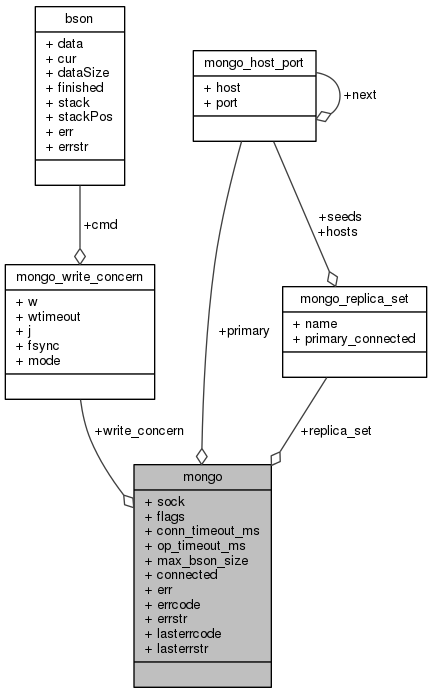 bson
+ data
+ cur
+ dataSize
+ finished
+ stack
+ stackPos
+ err
+ errstr
mongo_host_port
+ host
+ port
+next
+cmd
+seeds
+hosts
mongo_write_concern
+ w
+ wtimeout
+ j
+ fsync
+ mode
+primary
mongo_replica_set
+ name
+ primary_connected
+write_concern
+replica_set
mongo
+ sock
+ flags
+ conn_timeout_ms
+ op_timeout_ms
+ max_bson_size
+ connected
+ err
+ errcode
+ errstr
+ lasterrcode
+ lasterrstr